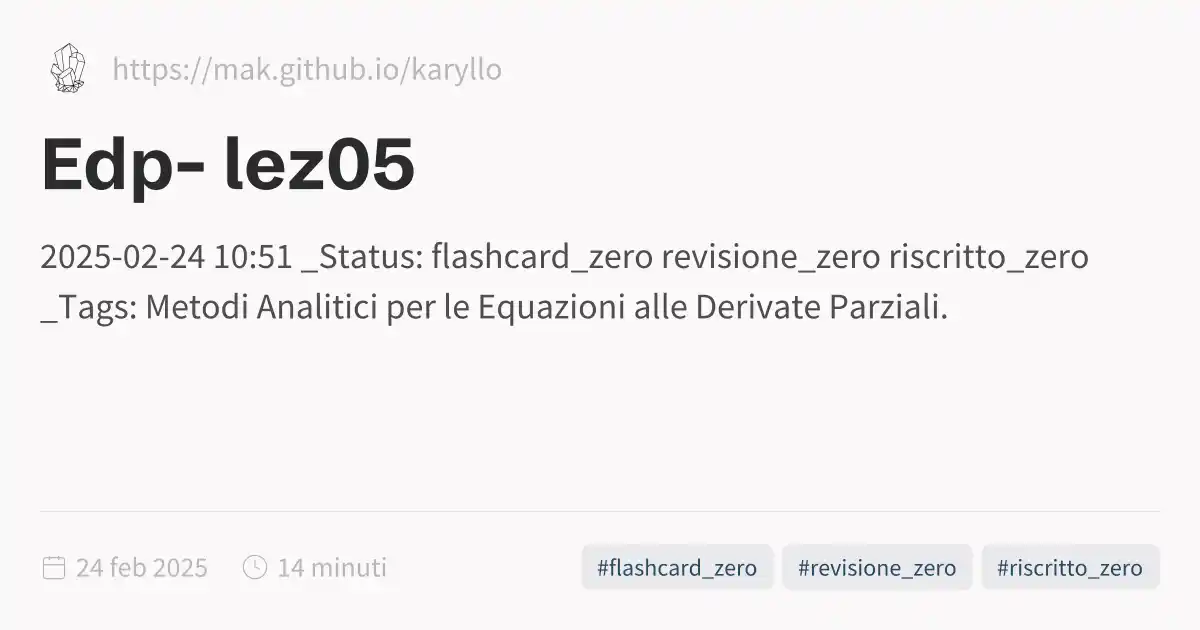 https://mak.github.io/karyllo
Edp- lez05
2025-02-24 10:51 _Status: flashcard_zero revisione_zero riscritto_zero
_Tags: Metodi Analitici per le Equazioni alle Derivate Parziali.
24 feb 2025 14 minuti #flashcard_zero #revisione_zero #riscritto_zero